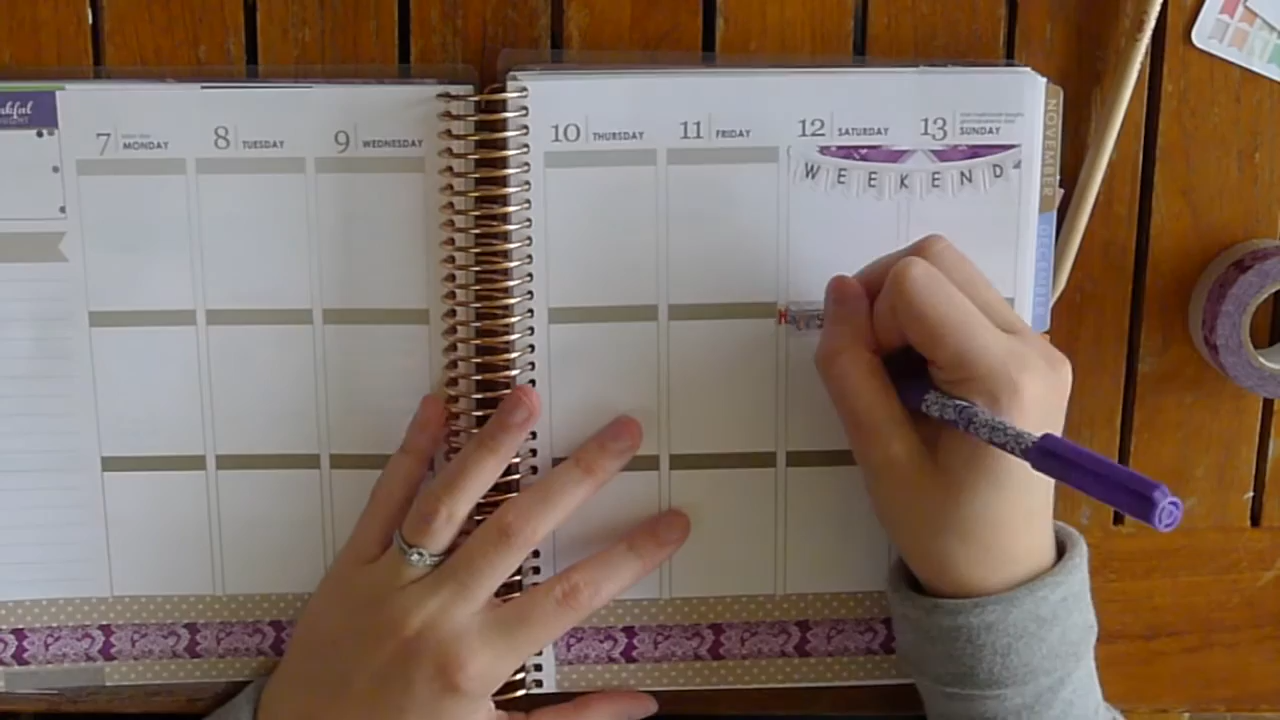 7 MONDAY
8 TUESDAY
9 WEDNESDAY
10 THURSDAY
11 FRIDAY
12 SATURDAY
13 SUNDAY
WEEKEND
NOVEMBER
DECEMBER